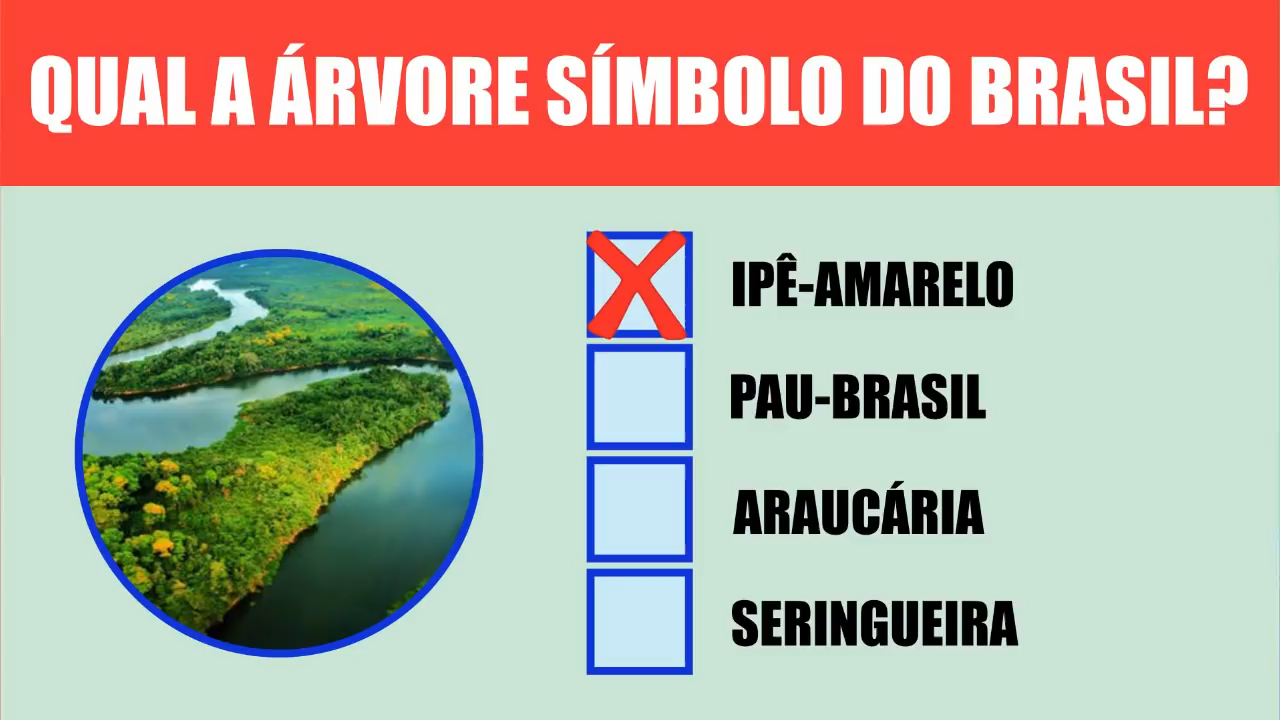 QUAL A ÁRVORE SÍMBOLO DO BRASIL?
IPÊ-AMARELO
PAU-BRASIL
ARAUCÁRIA
SERINGUEIRA